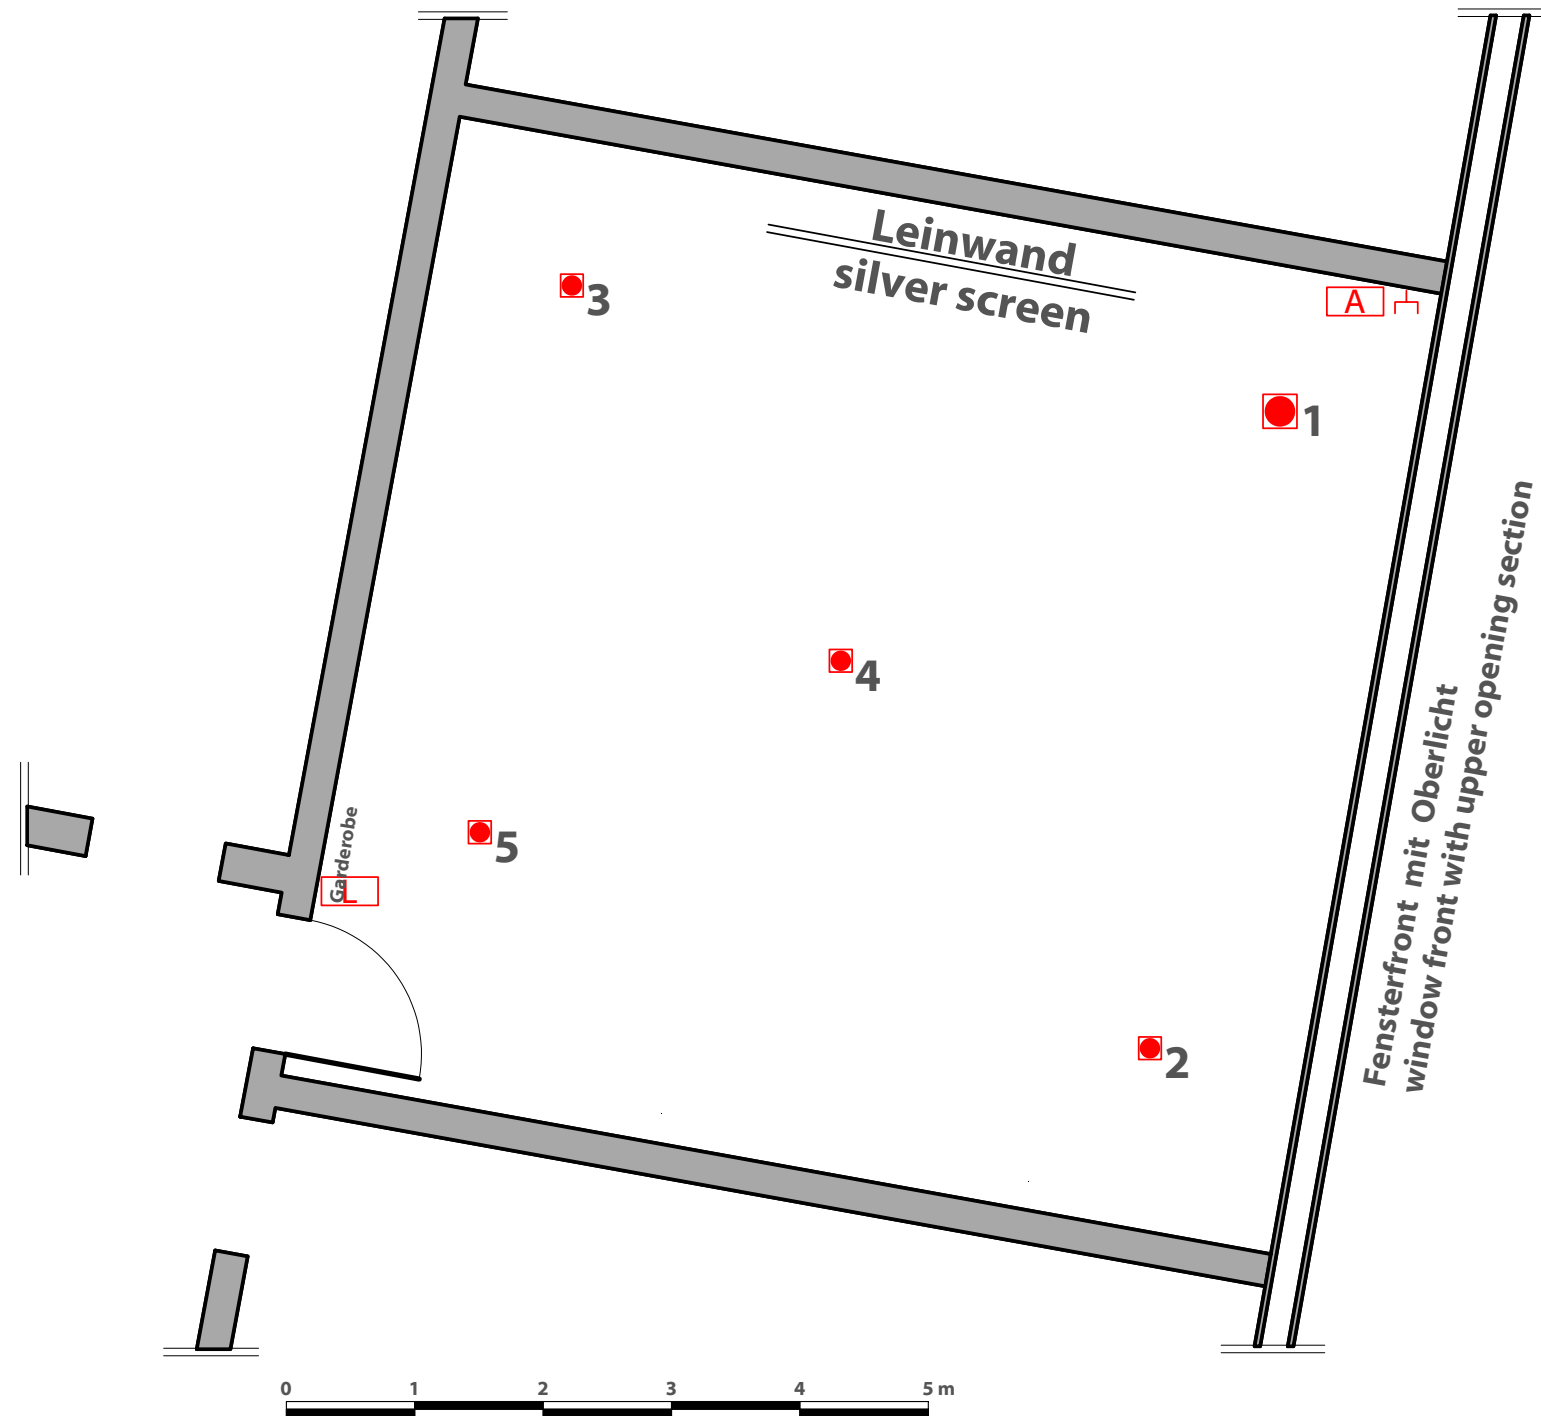 Leinwand
silver screen
3
A
1
4
Garderobe
5
L
2
Fensterfront mit Oberlicht
window front with upper opening section
0 1 2 3 4 5 m